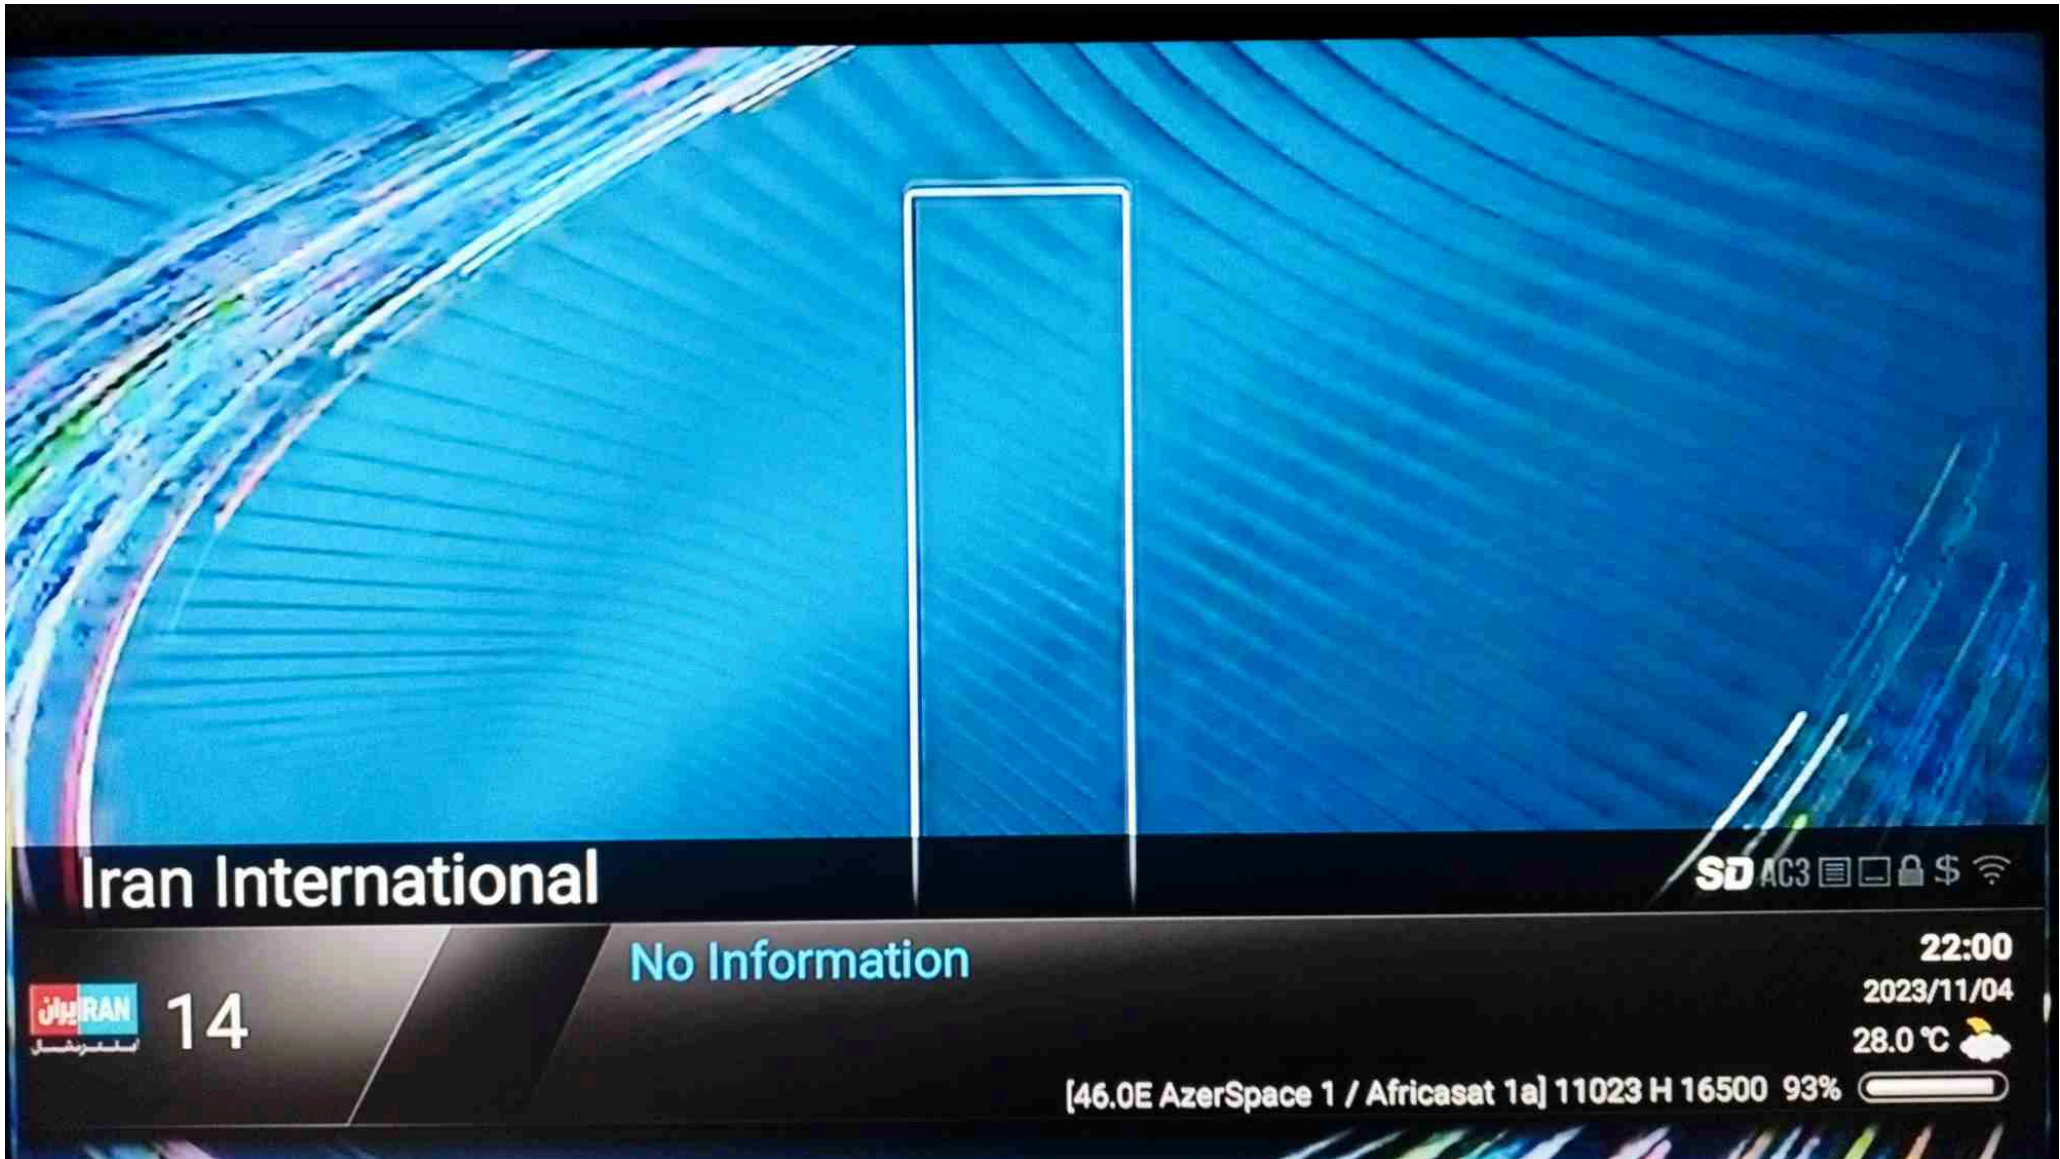 Iran International
SD AC3 $
ایران IRAN
اینترنشنال
14
No Information
22:00
2023/11/04
28.0 °C
[46.0E AzerSpace 1 / Africasat 1a] 11023 H 16500 93%